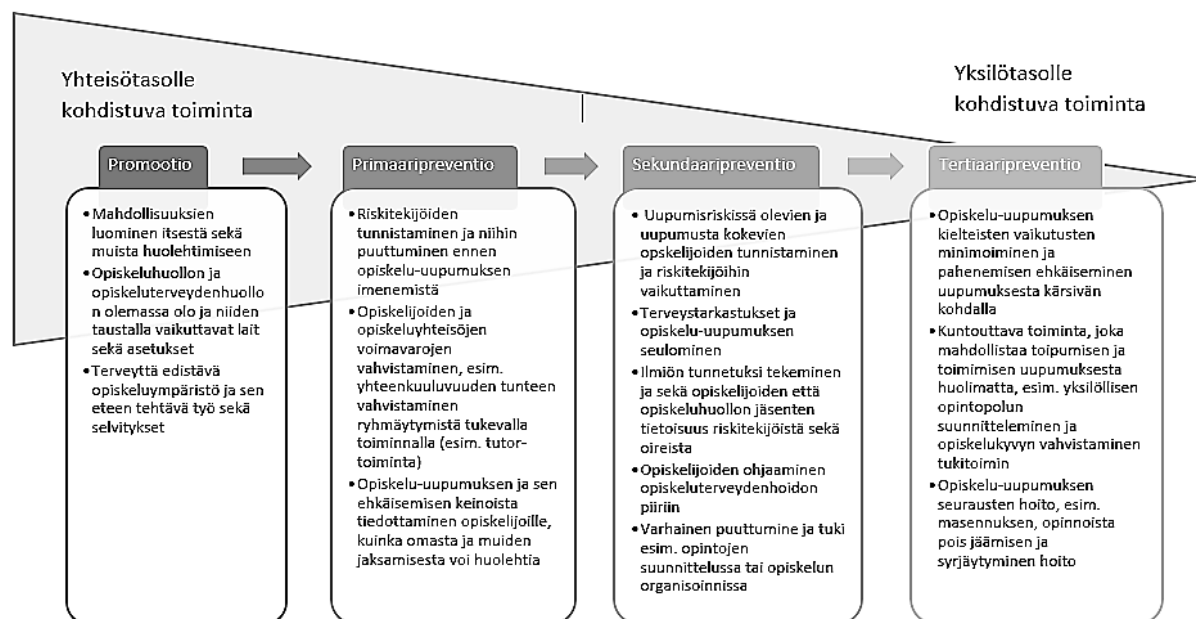 Yhteisötasolle
kohdistuva toiminta
Yksilötasolle
kohdistuva toiminta
Promootio
•Mahdollisuuksien
luominen itsestä sekä
muista huolehtimiseen
•Opiskeluhuollon ja
opiskeluterveydenhuollo
n olemassa olo ja niiden
taustalla vaikuttavat lait
sekä asetukset
•Terveyttä edistävä
opiskeluympäristö ja sen
eteen tehtävä työ sekä
selvitykset
Primaaripreventio
•Riskitekijöiden
tunnistaminen ja niihin
puuttuminen ennen
opiskelu-uupumuksen
imenemistä
•Opiskelijoiden ja
opiskeluyhteisöjen
voimavarojen
vahvistaminen, esim.
yhteenkuuluvuuden tunteen
vahvistaminen
ryhmäytymistä tukevalla
toiminnalla (esim. tutor-
toiminta)
•Opiskelu-uupumuksen ja sen
ehkäisemisen keinoista
tiedottaminen opiskelijoille,
kuinka omasta ja muiden
jaksamisesta voi huolehtia
Sekundaaripreventio
• Uupumisriskissä olevien ja
uupumusta kokevien
opskelijoiden tunnistaminen
ja riskitekijöihin
vaikuttaminen
•Terveystarkastukset ja
opiskelu-uupumuksen
seulominen
•Ilmiön tunnetuksi tekeminen
ja sekä opiskelijoiden että
opiskeluhuollon jäsenten
tietoisuus riskitekijöistä sekä
oireista
•Opiskelijoiden ohjaaminen
opiskeluterveydenhoidon
piiriin
•Varhainen puuttumine ja tuki
esim. opintojen
suunnittelussa tai opiskelun
organisoinnissa
Tertiaaripreventio
•Opiskelu-uupumuksen
kielteisten vaikutusten
minimoiminen ja
pahenemisen ehkäiseminen
uupumuksesta kärsivän
kohdalla
•Kuntouttava toiminta, joka
mahdollistaa toipumisen ja
toimimisen uupumuksesta
huolimatta, esim. yksilöllisen
opintopolun
suunnitteleminen ja
opiskelukyvyn vahvistaminen
tukitoimin
•Opiskelu-uupumuksen
seurausten hoito, esim.
masennuksen, opinnoista
pois jäämisen ja
syrjäytyminen hoito